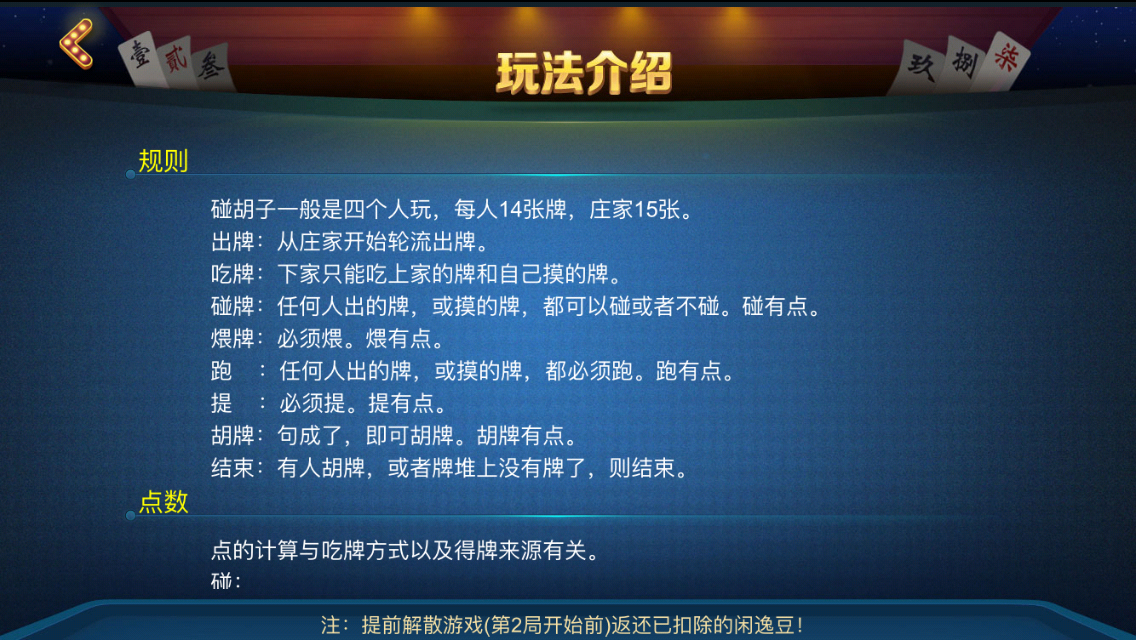 壹 贰 叁
玩法介绍
玖 捌 柒
规则
碰胡子一般是四个人玩，每人14张牌，庄家15张。
出牌：从庄家开始轮流出牌。
吃牌：下家只能吃上家的牌和自己摸的牌。
碰牌：任何人出的牌，或摸的牌，都可以碰或者不碰。碰有点。
煨牌：必须煨。煨有点。
跑 ：任何人出的牌，或摸的牌，都必须跑。跑有点。
提 ：必须提。提有点。
胡牌：句成了，即可胡牌。胡牌有点。
结束：有人胡牌，或者牌堆上没有牌了，则结束。
点数
点的计算与吃牌方式以及得牌来源有关。
碰：
注：提前解散游戏(第2局开始前)返还已扣除的闲逸豆！